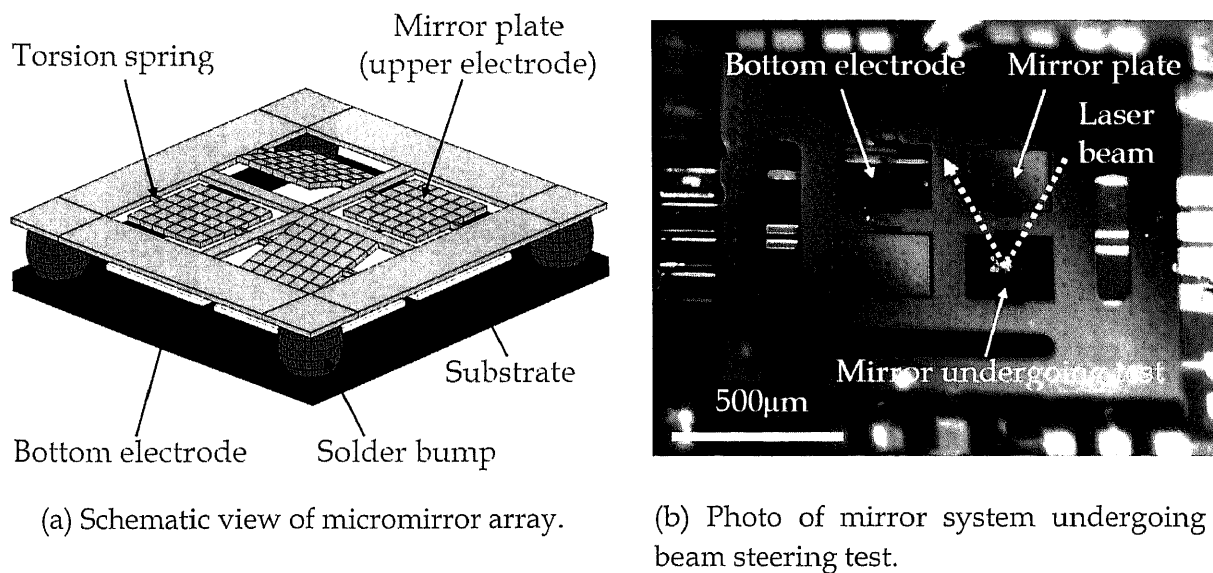 Torsion spring
Mirror plate
(upper electrode)
Substrate
Bottom electrode
Solder bump
(a) Schematic view of micromirror array.
Bottom electrode
Mirror plate
Laser
beam
Mirror undergoing test
500μm
(b) Photo of mirror system undergoing
beam steering test.